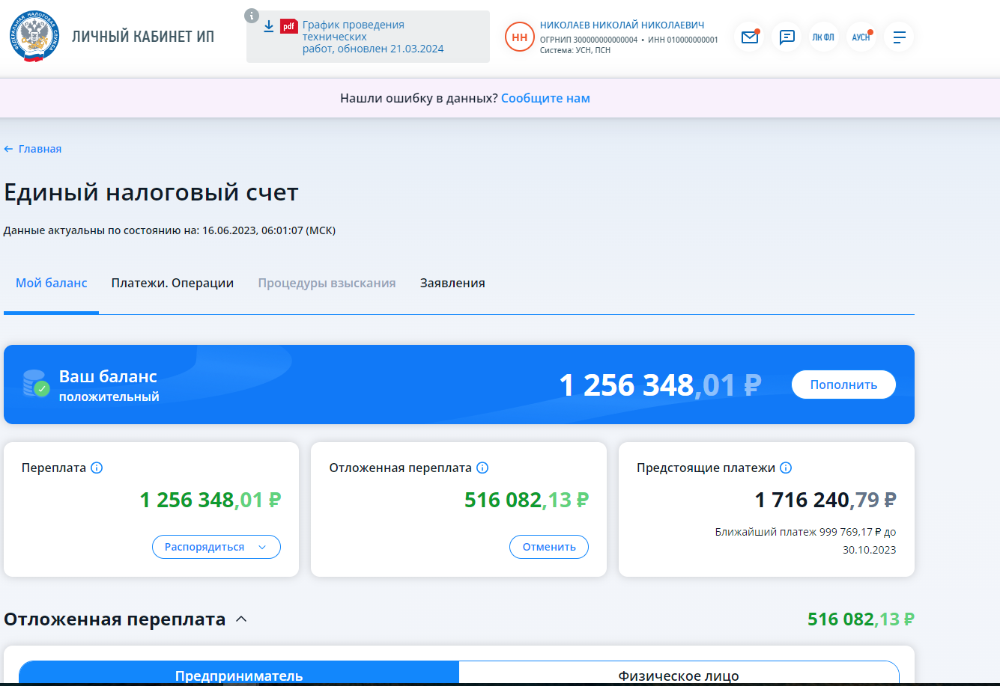 ФЕДЕРАЛЬНАЯ НАЛОГОВАЯ СЛУЖБА
ЛИЧНЫЙ КАБИНЕТ ИП
i
pdf
График проведения
технических
работ, обновлен 21.03.2024
НН
НИКОЛАЕВ НИКОЛАЙ НИКОЛАЕВИЧ
ОГРНИП 300000000000004 • ИНН 010000000001
Система: УСН, ПСН
ЛК ФЛ
АУСН
Нашли ошибку в данных? Сообщите нам
← Главная
Единый налоговый счет
Данные актуальны по состоянию на: 16.06.2023, 06:01:07 (МСК)
Мой баланс Платежи. Операции Процедуры взыскания Заявления
Ваш баланс
положительный
1 256 348,01 ₽
Пополнить
Переплата
1 256 348,01 ₽
Распорядиться
Отложенная переплата
516 082,13 ₽
Отменить
Предстоящие платежи
1 716 240,79 ₽
Ближайший платеж 999 769,17 ₽ до
30.10.2023
Отложенная переплата 516 082,13 ₽
Предприниматель Физическое лицо